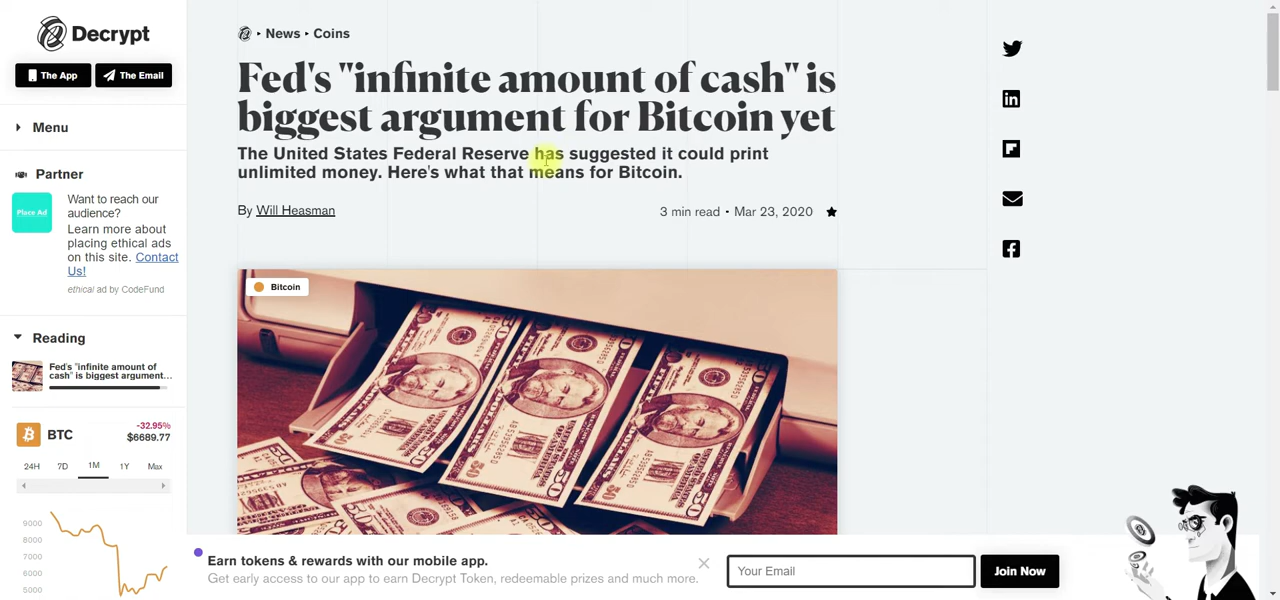 Decrypt
The App
The Email
Menu
Partner
Place Ad
Want to reach our
audience?
Learn more about
placing ethical ads
on this site. Contact
Us!
ethical ad by CodeFund
Reading
Fed's "infinite amount of
cash" is biggest argument...
BTC
-32.95%
$6689.77
24H 7D 1M 1Y Max
9000
8000
7000
6000
5000
News ‣ Coins
Fed's "infinite amount of cash" is
biggest argument for Bitcoin yet
The United States Federal Reserve has suggested it could print
unlimited money. Here's what that means for Bitcoin.
By Will Heasman
3 min read • Mar 23, 2020
Bitcoin
Earn tokens & rewards with our mobile app.
Get early access to our app to earn Decrypt Token, redeemable prizes and much more.
Your Email
Join Now